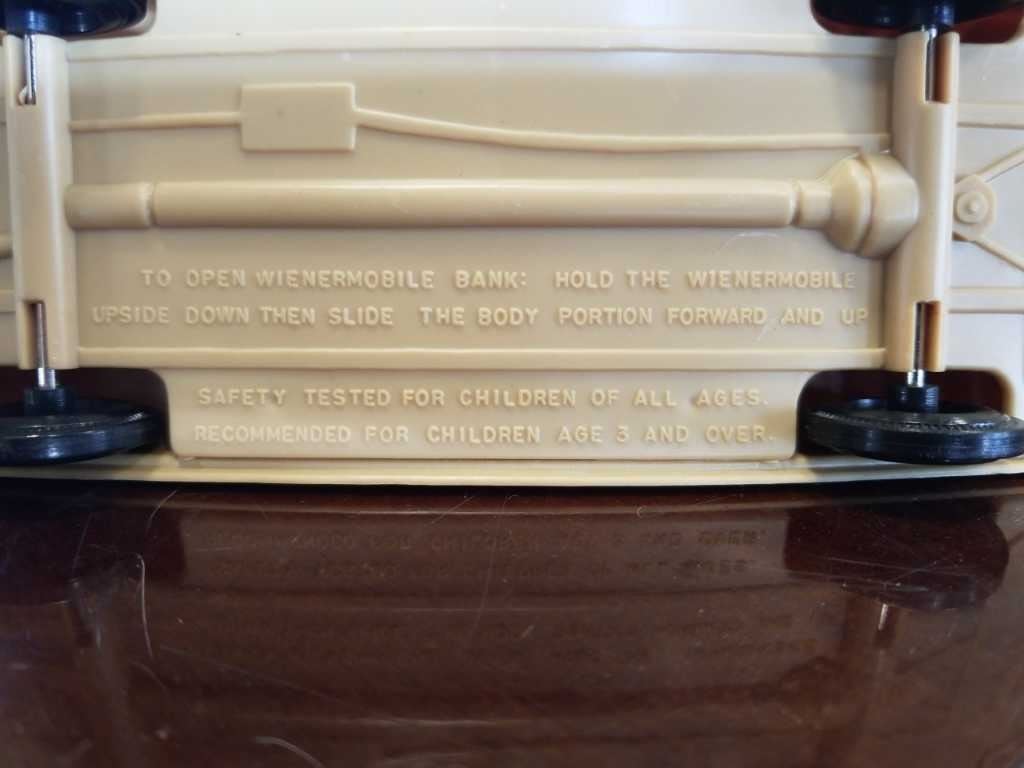 TO OPEN WIENERMOBILE BANK: HOLD THE WIENERMOBILE
UPSIDE DOWN THEN SLIDE THE BODY PORTION FORWARD AND UP
SAFETY TESTED FOR CHILDREN OF ALL AGES.
RECOMMENDED FOR CHILDREN AGE 3 AND OVER.